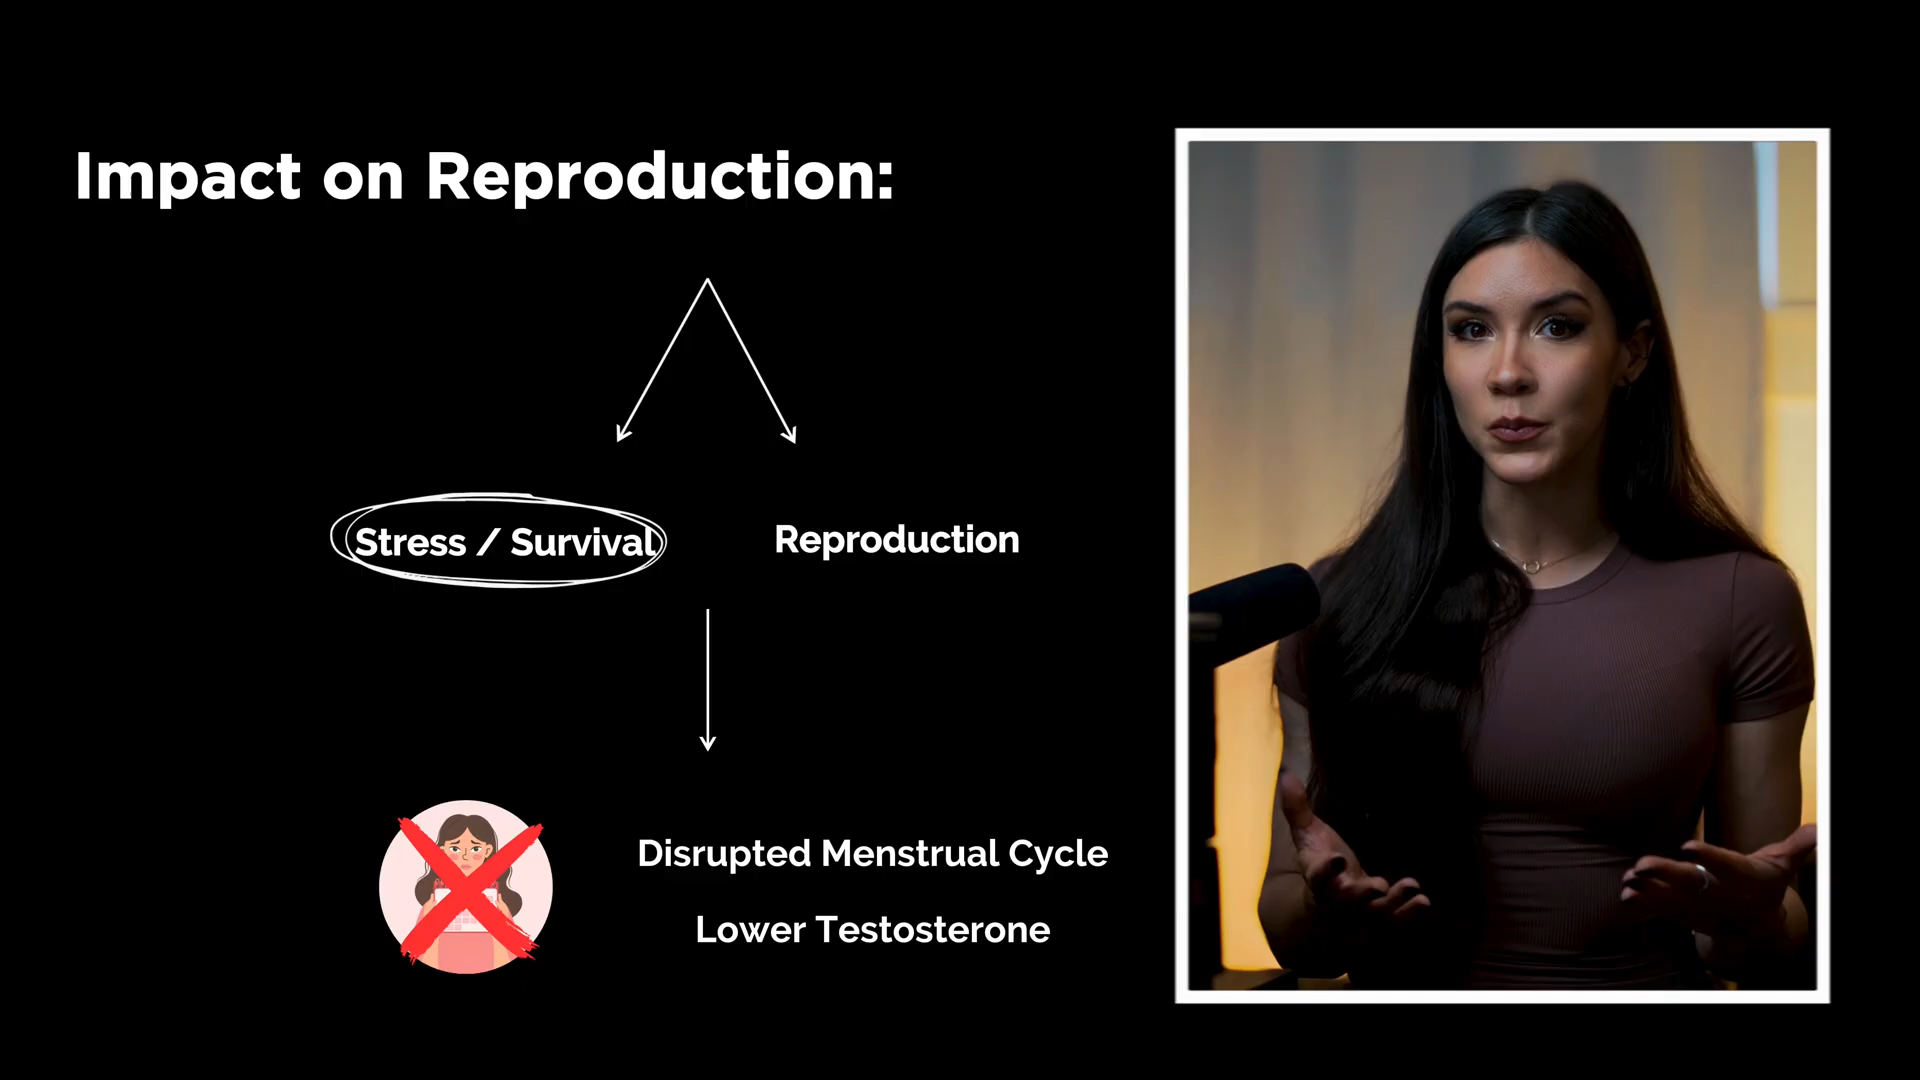 Impact on Reproduction:
Stress / Survival
Reproduction
Disrupted Menstrual Cycle
Lower Testosterone